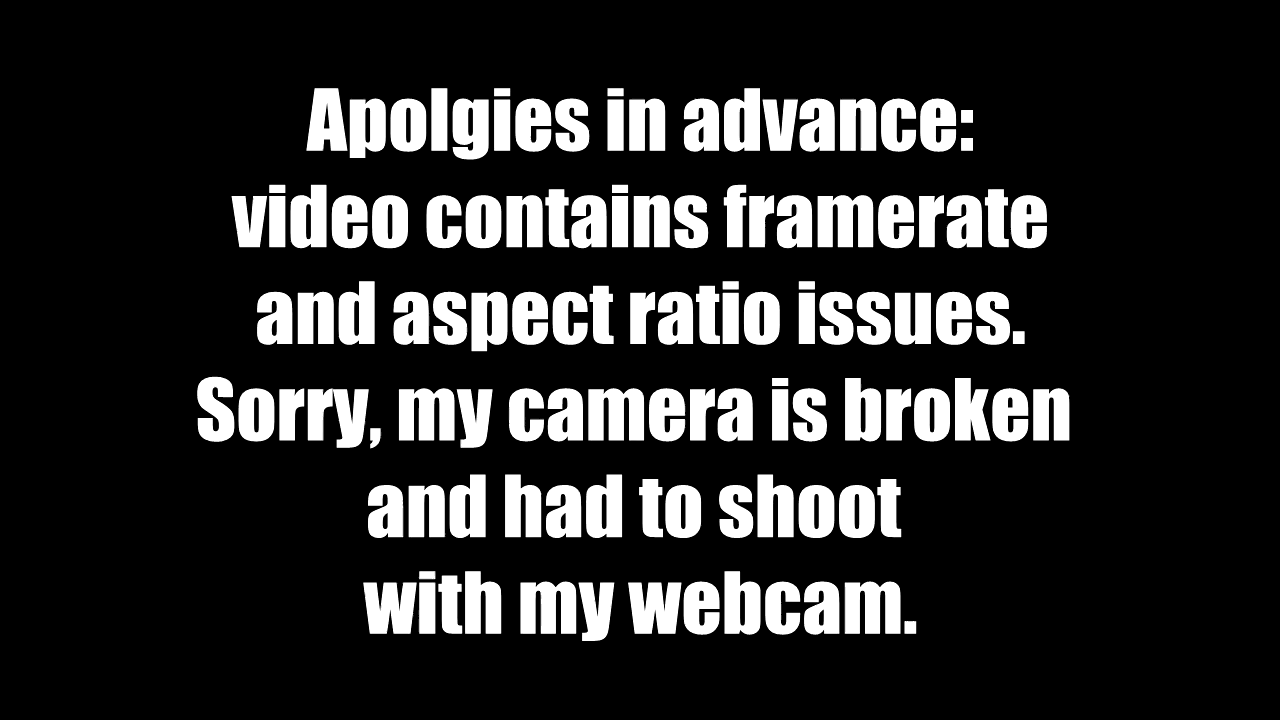 Apolgies in advance:
video contains framerate
and aspect ratio issues.
Sorry, my camera is broken
and had to shoot
with my webcam.